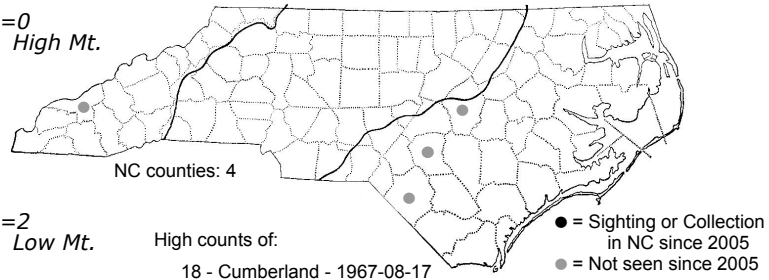 =0
High Mt.
NC counties: 4
=2
Low Mt.
High counts of:
18 - Cumberland - 1967-08-17
= Sighting or Collection
in NC since 2005
= Not seen since 2005